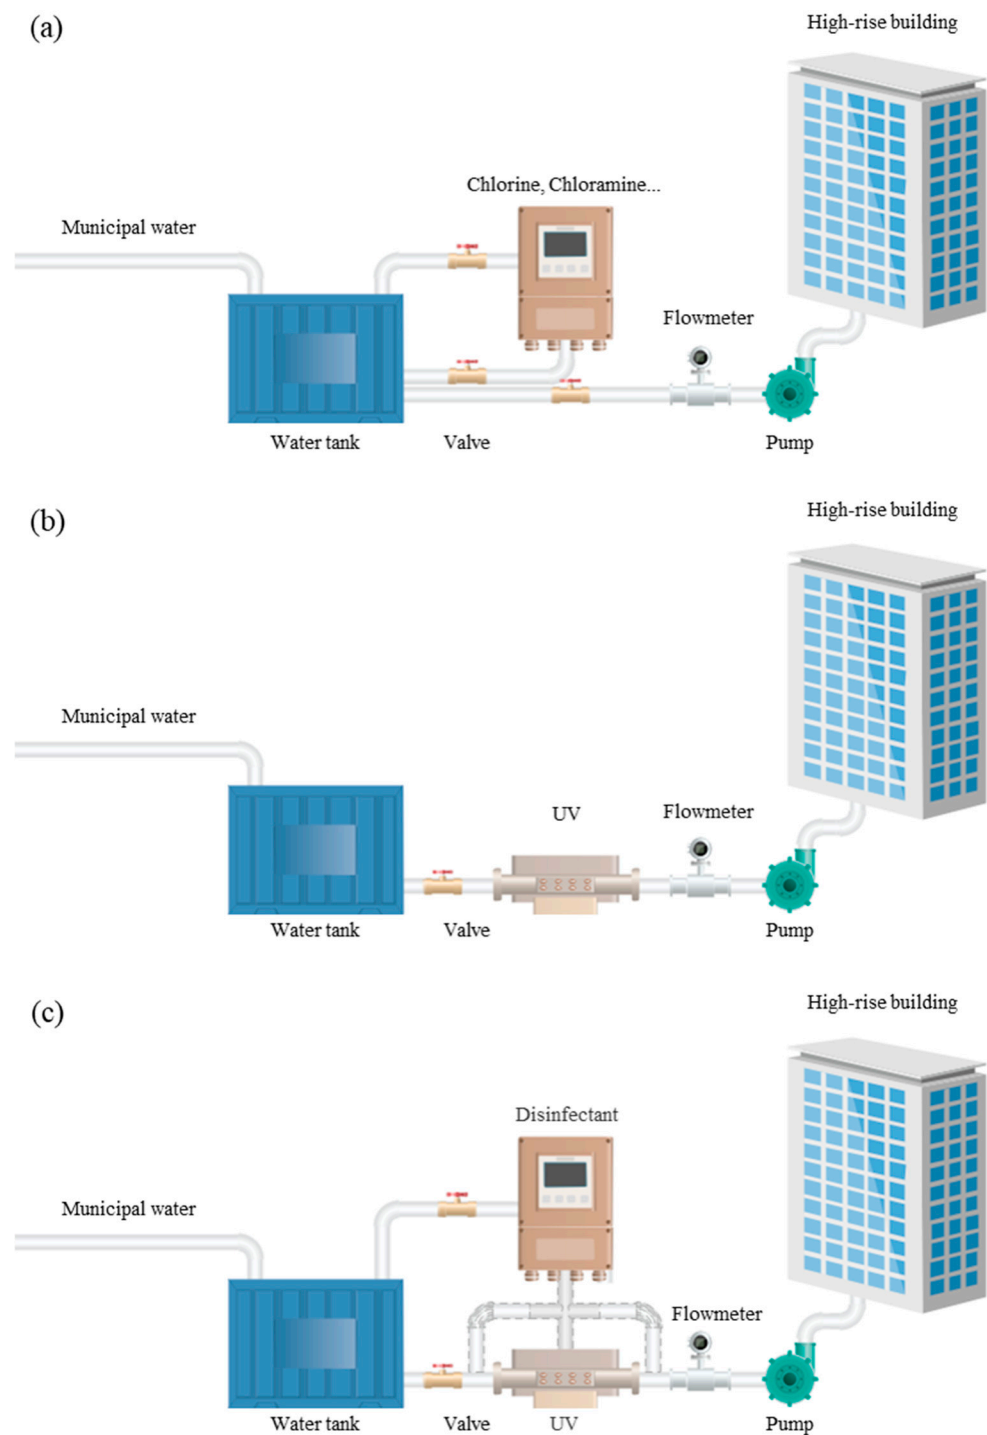 (a)
High-rise building
Chlorine, Chloramine...
Municipal water
Flowmeter
Water tank
Valve
Pump
(b)
High-rise building
Municipal water
UV
Flowmeter
Water tank
Valve
Pump
(c)
High-rise building
Disinfectant
Municipal water
Flowmeter
Water tank
Valve
UV
Pump